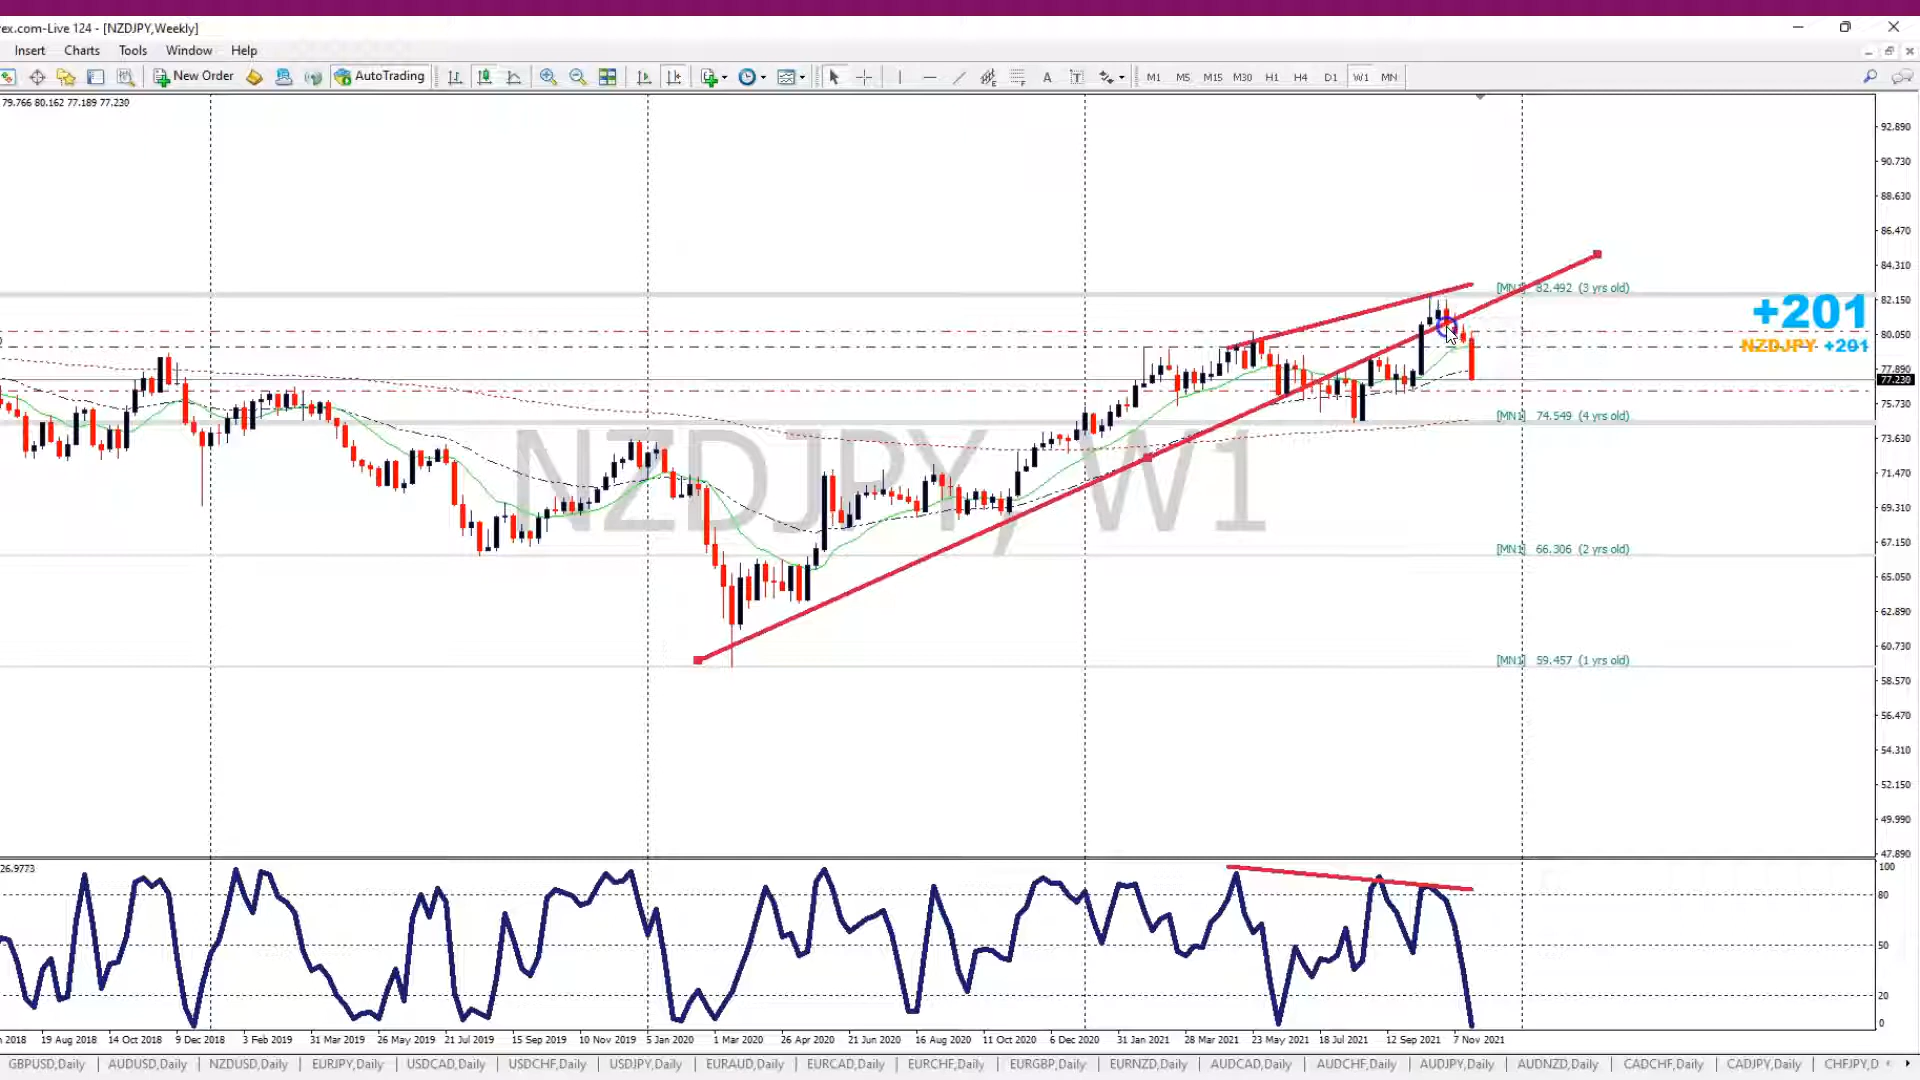 rex.com-Live 124 - [NZDJPY,Weekly]
Insert Charts Tools Window Help
New Order AutoTrading A T M1 M5 M15 M30 H1 H4 D1 W1 MN
79.766 80.162 77.189 77.230
92.890
90.730
88.630
86.470
84.310
[MN1] 82.492 (3 yrs old)
82.150
+201
80.050
NZDJPY +201
77.890
77.230
75.730
[MN1] 74.549 (4 yrs old)
73.630
NZDJPY, W1
71.470
69.310
67.150
[MN1] 66.306 (2 yrs old)
65.050
62.890
60.730
[MN1] 59.457 (1 yrs old)
58.570
56.470
54.310
52.150
49.990
47.890
26.9773
100
80
50
20
0
2018 19 Aug 2018 14 Oct 2018 9 Dec 2018 3 Feb 2019 31 Mar 2019 26 May 2019 21 Jul 2019 15 Sep 2019 10 Nov 2019 5 Jan 2020 1 Mar 2020 26 Apr 2020 21 Jun 2020 16 Aug 2020 11 Oct 2020 6 Dec 2020 31 Jan 2021 28 Mar 2021 23 May 2021 18 Jul 2021 12 Sep 2021 7 Nov 2021
GBPUSD,Daily AUDUSD,Daily NZDUSD,Daily EURJPY,Daily USDCAD,Daily USDCHF,Daily USDJPY,Daily EURAUD,Daily EURCAD,Daily EURCHF,Daily EURGBP,Daily EURNZD,Daily AUDCAD,Daily AUDCHF,Daily AUDJPY,Daily AUDNZD,Daily CADCHF,Daily CADJPY,Daily CHFJPY,D